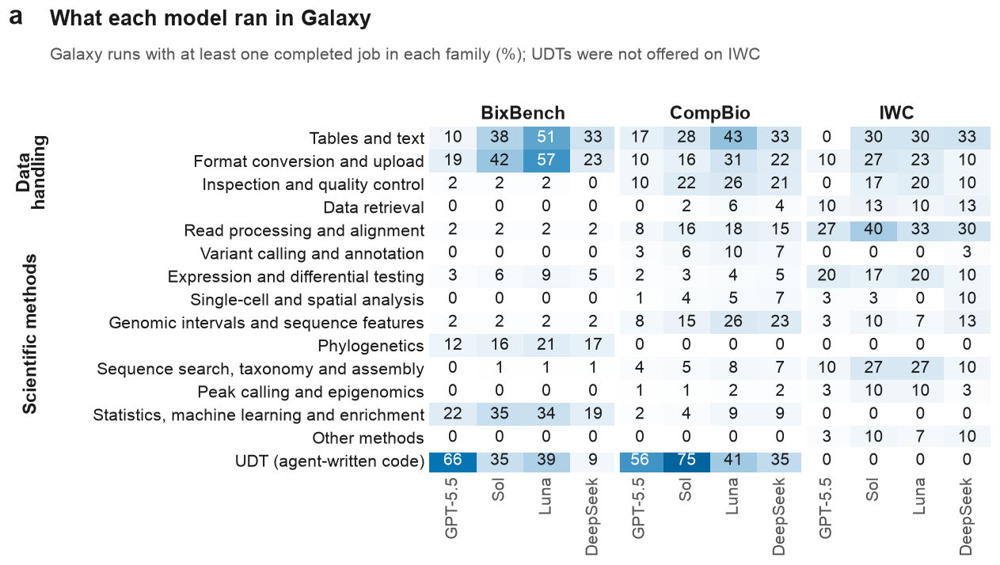 a What each model ran in Galaxy
Galaxy runs with at least one completed job in each family (%); UDTs were not offered on IWC
BixBench CompBio IWC
Data handling
Tables and text 10 38 51 33 17 28 43 33 0 30 30 33
Format conversion and upload 19 42 57 23 10 16 31 22 10 27 23 10
Inspection and quality control 2 2 2 0 10 22 26 21 0 17 20 10
Data retrieval 0 0 0 0 0 2 6 4 10 13 10 13
Scientific methods
Read processing and alignment 2 2 2 2 8 16 18 15 27 40 33 30
Variant calling and annotation 0 0 0 0 3 6 10 7 0 0 0 3
Expression and differential testing 3 6 9 5 2 3 4 5 20 17 20 10
Single-cell and spatial analysis 0 0 0 0 1 4 5 7 3 3 0 10
Genomic intervals and sequence features 2 2 2 2 8 15 26 23 3 10 7 13
Phylogenetics 12 16 21 17 0 0 0 0 0 0 0 0
Sequence search, taxonomy and assembly 0 1 1 1 4 5 8 7 10 27 27 10
Peak calling and epigenomics 0 0 0 0 1 1 2 2 3 10 10 3
Statistics, machine learning and enrichment 22 35 34 19 2 4 9 9 0 0 0 0
Other methods 0 0 0 0 0 0 0 0 3 10 7 10
UDT (agent-written code) 66 35 39 9 56 75 41 35 0 0 0 0
GPT-5.5 Sol Luna DeepSeek GPT-5.5 Sol Luna DeepSeek GPT-5.5 Sol Luna DeepSeek